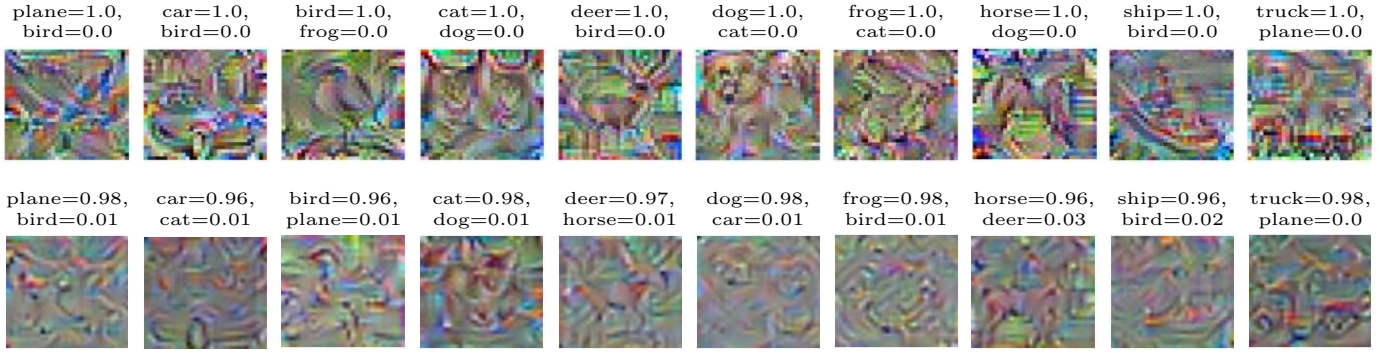 plane=1.0, car=1.0, bird=1.0, cat=1.0, deer=1.0, dog=1.0, frog=1.0, horse=1.0, ship=1.0, truck=1.0,
bird=0.0 bird=0.0 frog=0.0 dog=0.0 bird=0.0 cat=0.0 cat=0.0 dog=0.0 bird=0.0 plane=0.0
plane=0.98, car=0.96, bird=0.96, cat=0.98, deer=0.97, dog=0.98, frog=0.98, horse=0.96, ship=0.96, truck=0.98,
bird=0.01 cat=0.01 plane=0.01 dog=0.01 horse=0.01 car=0.01 bird=0.01 deer=0.03 bird=0.02 plane=0.0